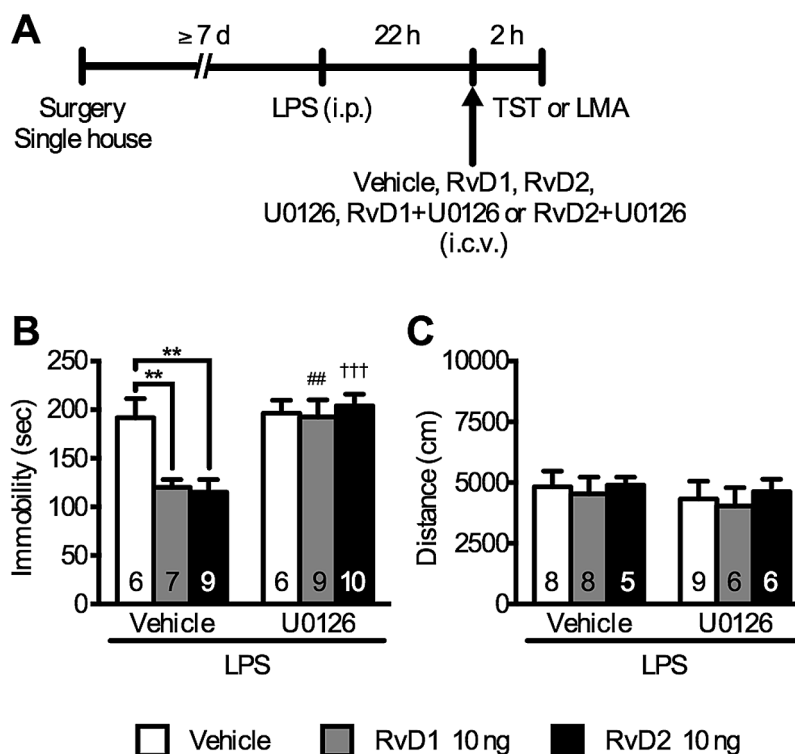 A
≥ 7 d
22 h
2 h
Surgery
Single house
LPS (i.p.)
TST or LMA
Vehicle, RvD1, RvD2,
U0126, RvD1+U0126 or RvD2+U0126
(i.c.v.)
B
Immobility (sec)
250
200
150
100
50
0
**
**
##
†††
6
7
9
6
9
10
Vehicle
U0126
LPS
C
Distance (cm)
10000
7500
5000
2500
0
8
8
5
9
6
6
Vehicle
U0126
LPS
Vehicle
RvD1 10 ng
RvD2 10 ng